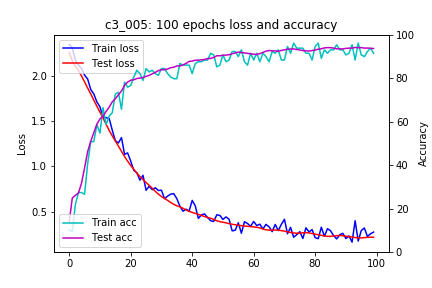 c3_005: 100 epochs loss and accuracy
Train loss
Test loss
Train acc
Test acc
Loss
Accuracy
2.0
1.5
1.0
0.5
100
80
60
40
20
0
0 20 40 60 80 100